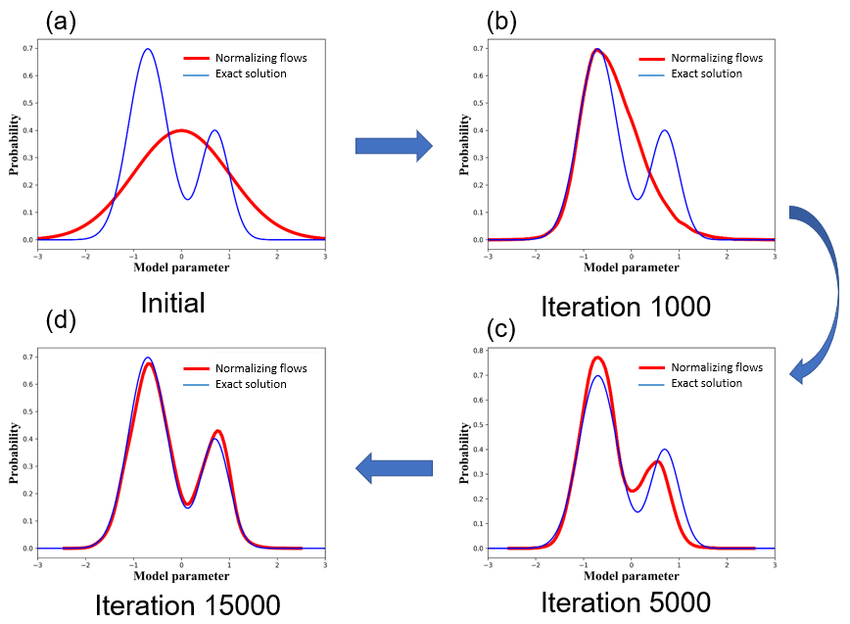 (a)
0.7
0.6
0.5
0.4
0.3
0.2
0.1
0.0
Probability
Normalizing flows
Exact solution
−3 −2 −1 0 1 2 3
Model parameter
Initial
(b)
0.7
0.6
0.5
0.4
0.3
0.2
0.1
0.0
Probability
Normalizing flows
Exact solution
−3 −2 −1 0 1 2 3
Model parameter
Iteration 1000
(c)
0.8
0.7
0.6
0.5
0.4
0.3
0.2
0.1
0.0
Probability
Normalizing flows
Exact solution
−3 −2 −1 0 1 2 3
Model parameter
Iteration 5000
(d)
0.7
0.6
0.5
0.4
0.3
0.2
0.1
0.0
Probability
Normalizing flows
Exact solution
−3 −2 −1 0 1 2 3
Model parameter
Iteration 15000